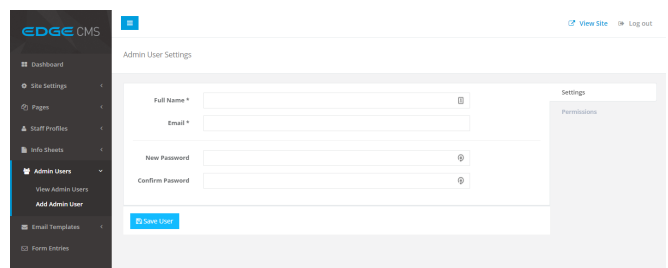 EDGE CMS
View Site
Log out
Admin User Settings
Dashboard
Site Settings
Pages
Staff Profiles
Info Sheets
Admin Users
View Admin Users
Add Admin User
Email Templates
Form Entries
Full Name *
Email *
New Password
Confirm Pasword
Save User
Settings
Permissions